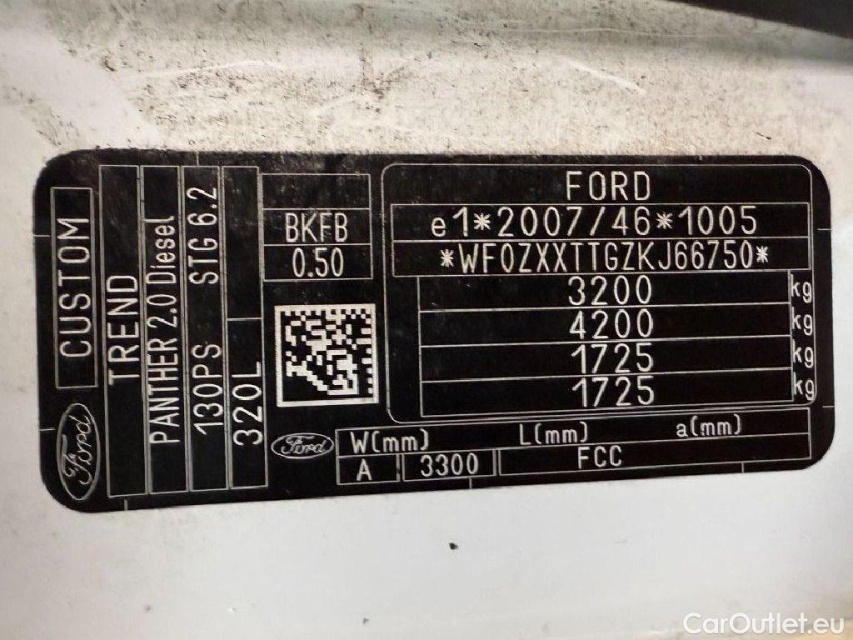 CUSTOM
Ford
TREND
PANTHER 2.0 Diesel
130PS STG 6.2
320L
BKFB
0.50
FORD
e1*2007/46*1005
*WF0ZXXTTGZKJ66750*
3200 kg
4200 kg
1725 kg
1725 kg
Ford
W(mm) L(mm) a(mm)
A 3300 FCC
CarOutlet.eu